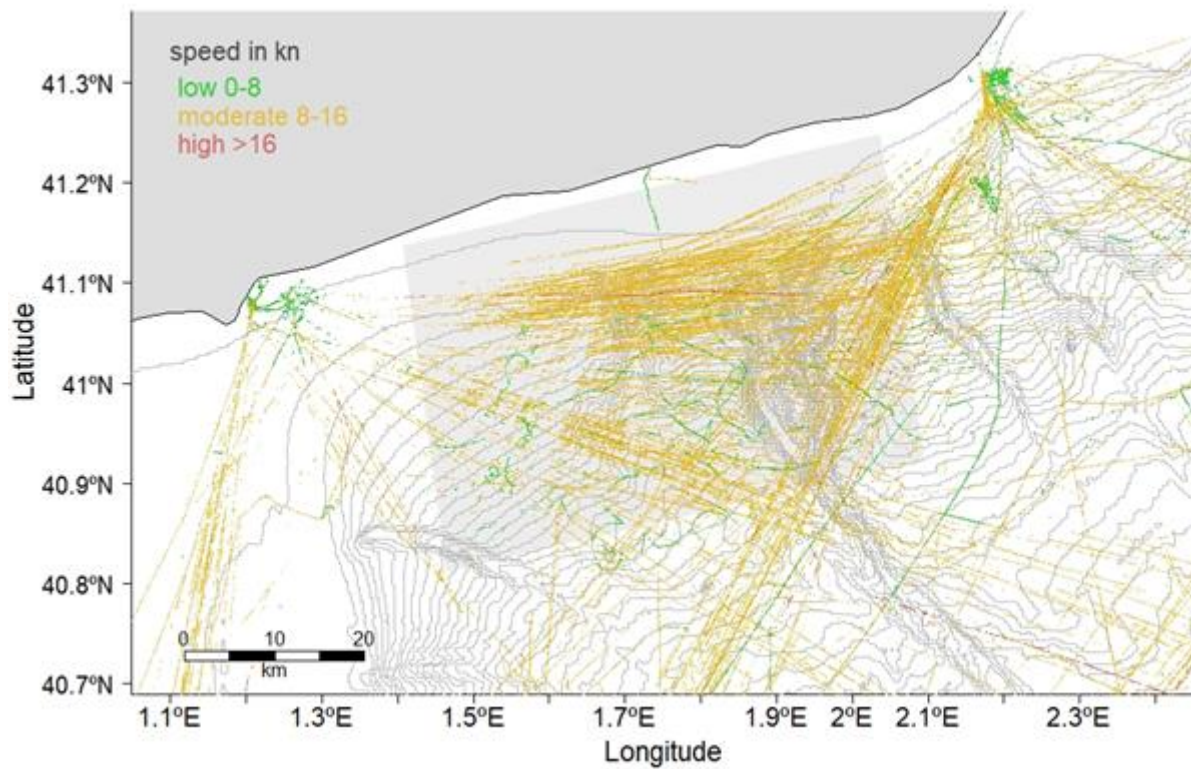 speed in kn
low 0-8
moderate 8-16
high >16
41.3ºN
41.2ºN
41.1ºN
41ºN
40.9ºN
40.8ºN
40.7ºN
Latitude
0 10 20
km
1.1ºE 1.3ºE 1.5ºE 1.7ºE 1.9ºE 2ºE 2.1ºE 2.3ºE
Longitude